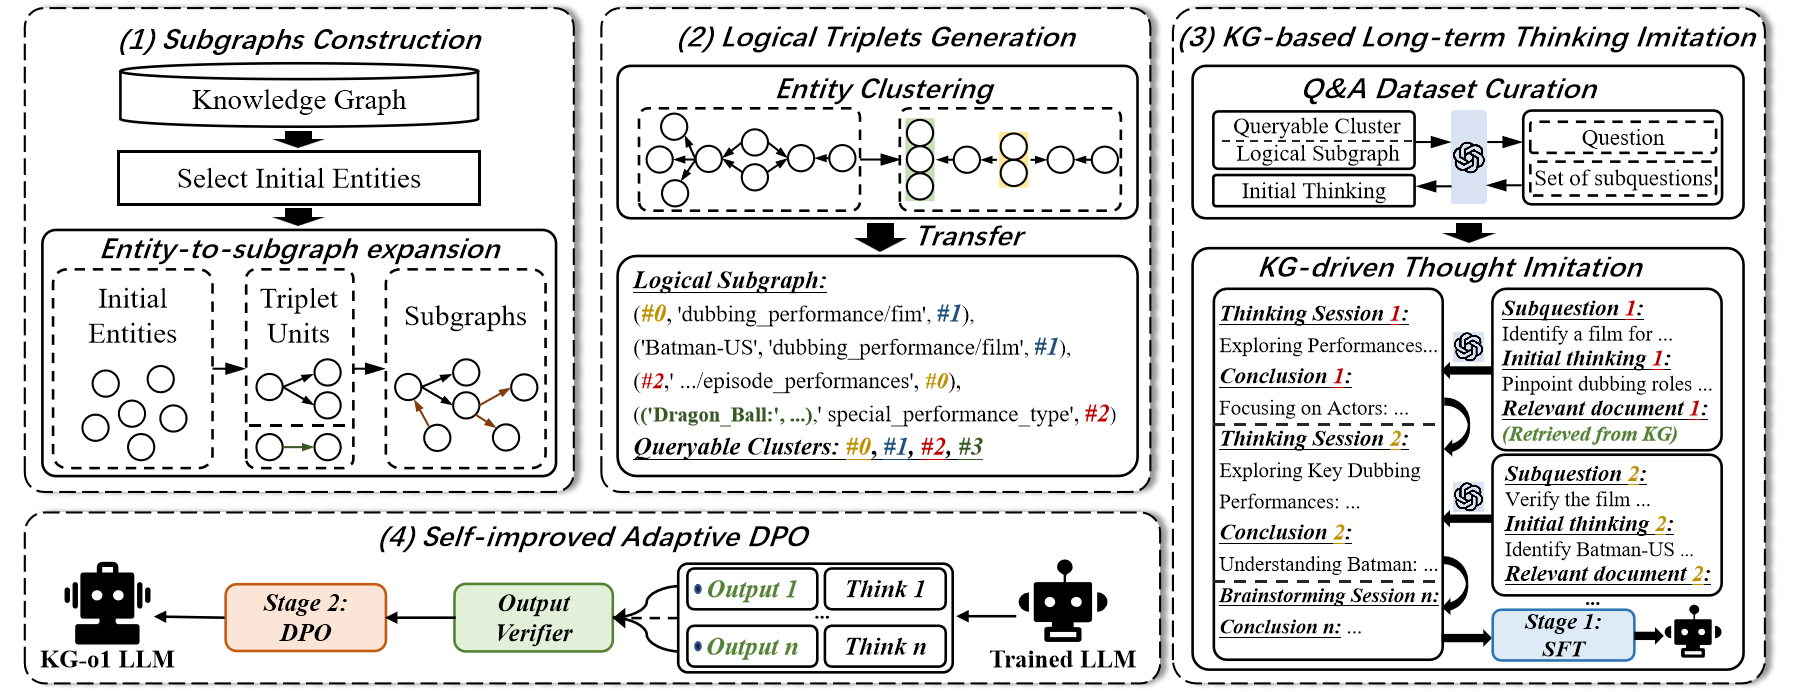 (1) Subgraphs Construction
Knowledge Graph
Select Initial Entities
Entity-to-subgraph expansion
Initial
Entities
Triplet
Units
Subgraphs
(2) Logical Triplets Generation
Entity Clustering
Transfer
Logical Subgraph:
(#0, 'dubbing_performance/fim', #1),
('Batman-US', 'dubbing_performance/film', #1),
(#2,' .../episode_performances', #0),
(('Dragon_Ball:', ...),' special_performance_type', #2)
Queryable Clusters: #0, #1, #2, #3
(3) KG-based Long-term Thinking Imitation
Q&A Dataset Curation
Queryable Cluster
Logical Subgraph
Initial Thinking
Question
Set of subquestions
KG-driven Thought Imitation
Thinking Session 1:
Exploring Performances...
Conclusion 1:
Focusing on Actors: ...
Thinking Session 2:
Exploring Key Dubbing
Performances: ...
Conclusion 2:
Understanding Batman: ...
Brainstorming Session n:
Conclusion n: ...
Subquestion 1:
Identify a film for ...
Initial thinking 1:
Pinpoint dubbing roles ...
Relevant document 1:
(Retrieved from KG)
Subquestion 2:
Verify the film ...
Initial thinking 2:
Identify Batman-US ...
Relevant document 2:
...
Stage 1:
SFT
(4) Self-improved Adaptive DPO
KG-o1 LLM
Stage 2:
DPO
Output
Verifier
• Output 1
Think 1
...
• Output n
Think n
Trained LLM